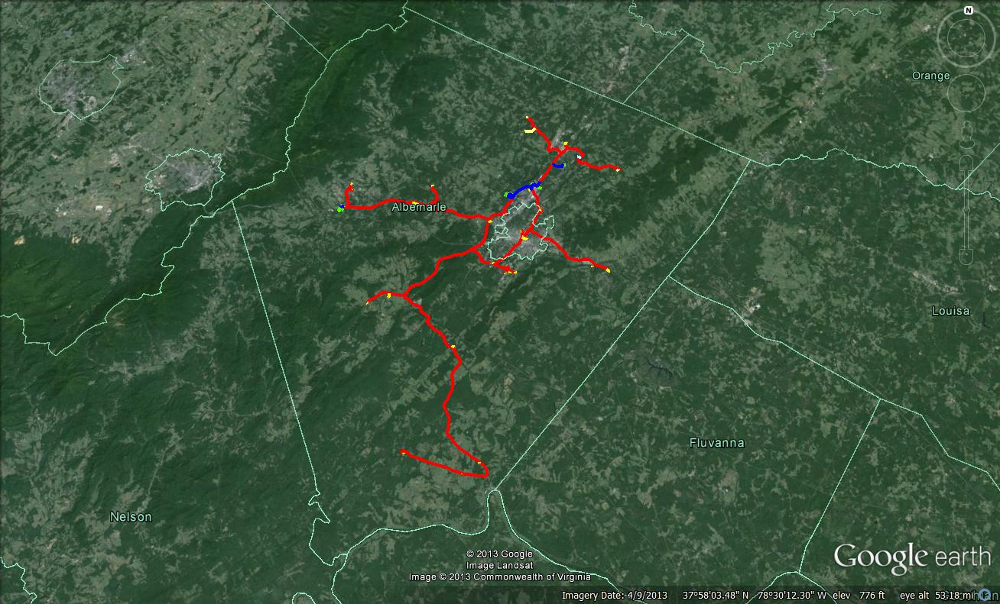 N
Orange
Albemarle
Louisa
Fluvanna
Nelson
© 2013 Google
Image Landsat
Image © 2013 Commonwealth of Virginia
Google earth
Imagery Date: 4/9/2013 37°58'03.48" N 78°30'12.30" W elev 776 ft eye alt 53.18 mi